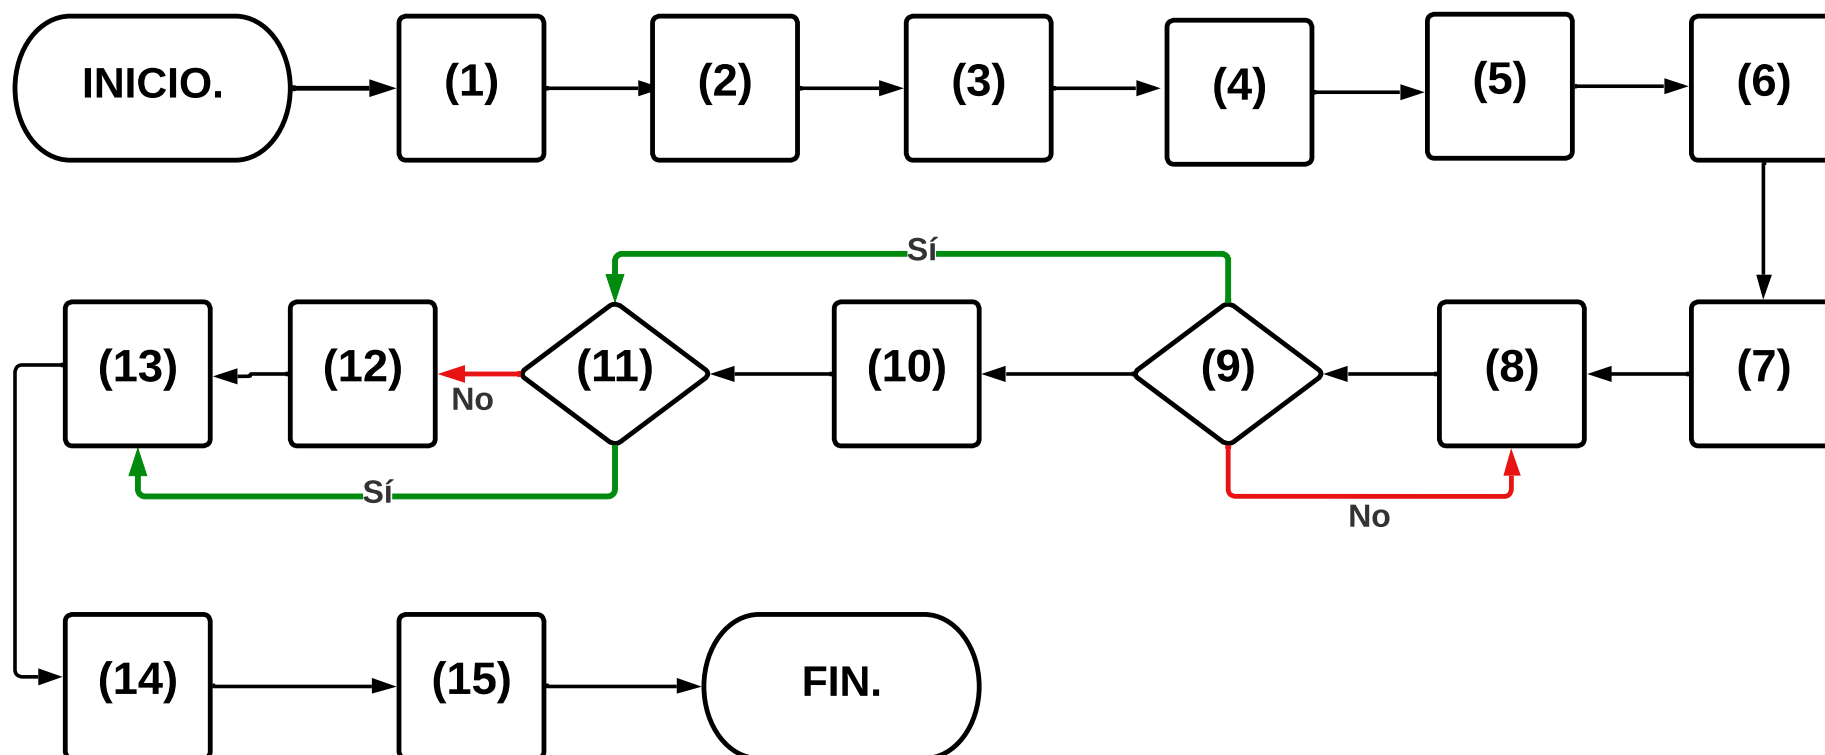 INICIO.
(1)
(2)
(3)
(4)
(5)
(6)
Sí
(13)
(12)
No
(11)
(10)
(9)
(8)
(7)
Sí
No
(14)
(15)
FIN.